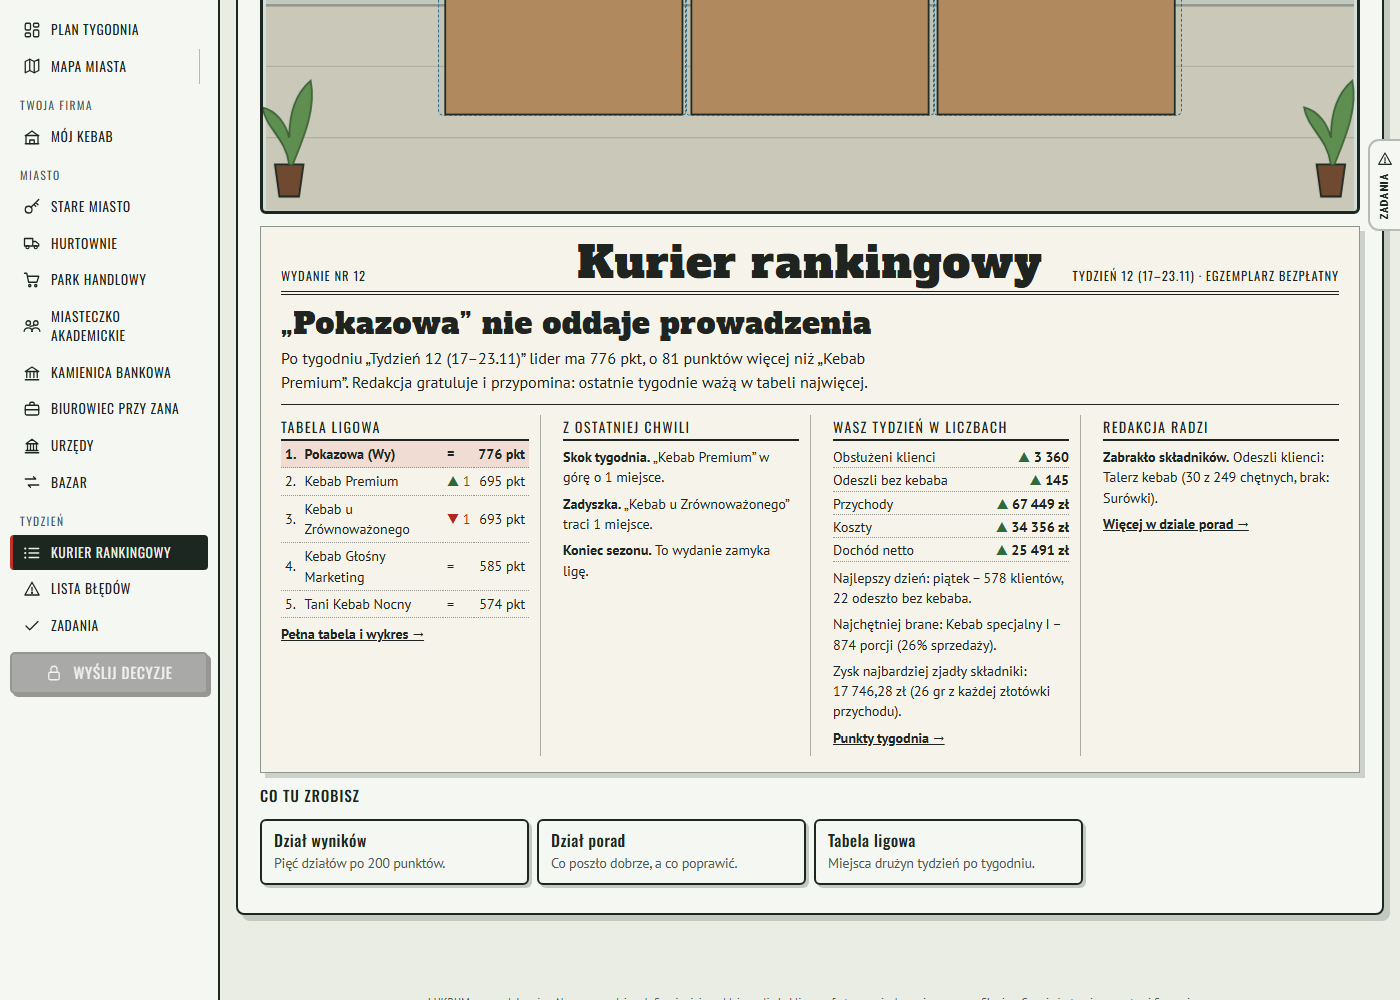 PLAN TYGODNIA
MAPA MIASTA
TWOJA FIRMA
MÓJ KEBAB
MIASTO
STARE MIASTO
HURTOWNIE
PARK HANDLOWY
MIASTECZKO
AKADEMICKIE
KAMIENICA BANKOWA
BIUROWIEC PRZY ZANA
URZĘDY
BAZAR
TYDZIEŃ
KURIER RANKINGOWY
LISTA BŁĘDÓW
ZADANIA
WYŚLIJ DECYZJE
ZADANIA
WYDANIE NR 12
Kurier rankingowy
TYDZIEŃ 12 (17–23.11) · EGZEMPLARZ BEZPŁATNY
„Pokazowa” nie oddaje prowadzenia
Po tygodniu „Tydzień 12 (17–23.11)” lider ma 776 pkt, o 81 punktów więcej niż „Kebab
Premium”. Redakcja gratuluje i przypomina: ostatnie tygodnie ważą w tabeli najwięcej.
TABELA LIGOWA
1. Pokazowa (Wy) = 776 pkt
2. Kebab Premium ▲ 1 695 pkt
3. Kebab u
Zrównoważonego ▼ 1 693 pkt
4. Kebab Głośny
Marketing = 585 pkt
5. Tani Kebab Nocny = 574 pkt
Pełna tabela i wykres →
Z OSTATNIEJ CHWILI
Skok tygodnia. „Kebab Premium” w
górę o 1 miejsce.
Zadyszka. „Kebab u Zrównoważonego”
traci 1 miejsce.
Koniec sezonu. To wydanie zamyka
ligę.
WASZ TYDZIEŃ W LICZBACH
Obsłużeni klienci ▲ 3 360
Odeszli bez kebaba ▲ 145
Przychody ▲ 67 449 zł
Koszty ▲ 34 356 zł
Dochód netto ▲ 25 491 zł
Najlepszy dzień: piątek – 578 klientów,
22 odeszło bez kebaba.
Najchętniej brane: Kebab specjalny I –
874 porcji (26% sprzedaży).
Zysk najbardziej zjadły składniki:
17 746,28 zł (26 gr z każdej złotówki
przychodu).
Punkty tygodnia →
REDAKCJA RADZI
Zabrakło składników. Odeszli klienci:
Talerz kebab (30 z 249 chętnych, brak:
Surówki).
Więcej w dziale porad →
CO TU ZROBISZ
Dział wyników
Pięć działów po 200 punktów.
Dział porad
Co poszło dobrze, a co poprawić.
Tabela ligowa
Miejsca drużyn tydzień po tygodniu.